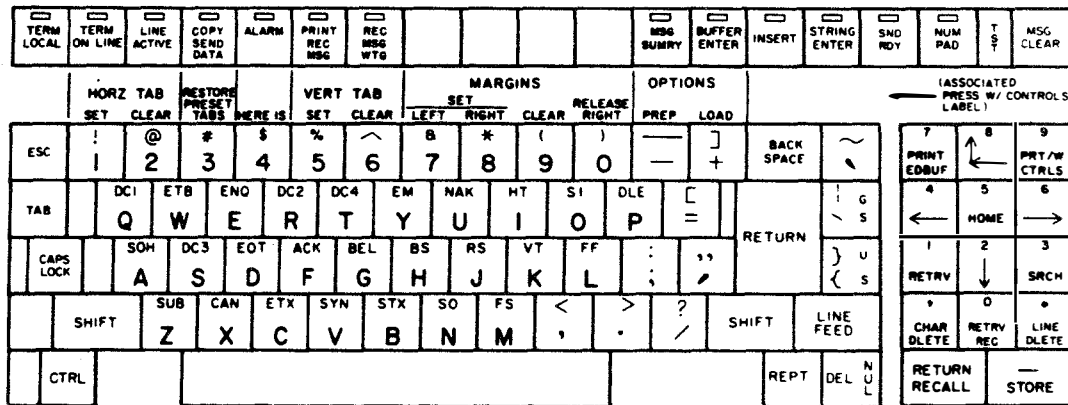 TERM LOCAL TERM ON LINE LINE ACTIVE COPY SEND DATA ALARM PRINT REC MSG REC MSG WTG MSG SUMRY BUFFER ENTER INSERT STRING ENTER SND RDY NUM PAD TST MSG CLEAR
HORZ TAB RESTORE PRESET TABS VERT TAB MARGINS OPTIONS (ASSOCIATED PRESS W/ CONTROLS LABEL)
SET CLEAR HERE IS SET CLEAR SET LEFT RIGHT CLEAR RELEASE RIGHT PREP LOAD
! @ # $ % ^ & * ( ) — ] ~
ESC 1 2 3 4 5 6 7 8 9 0 — + BACK SPACE `
DC1 ETB ENQ DC2 DC4 EM NAK HT SI DLE [ ¦ G
TAB Q W E R T Y U I O P = RETURN \ S
SOH DC3 EOT ACK BEL BS RS VT FF : ,, } U
CAPS LOCK A S D F G H J K L ; ' { S
SUB CAN ETX SYN STX SO FS < > ?
SHIFT Z X C V B N M , . / SHIFT LINE FEED
CTRL REPT DEL NUL
7 8 9
PRINT EDBUF PRT/W CTRLS
4 5 6
← HOME →
1 2 3
RETRV ↓ SRCH
, 0 .
CHAR DLETE RETRV REC LINE DLETE
RETURN RECALL — STORE